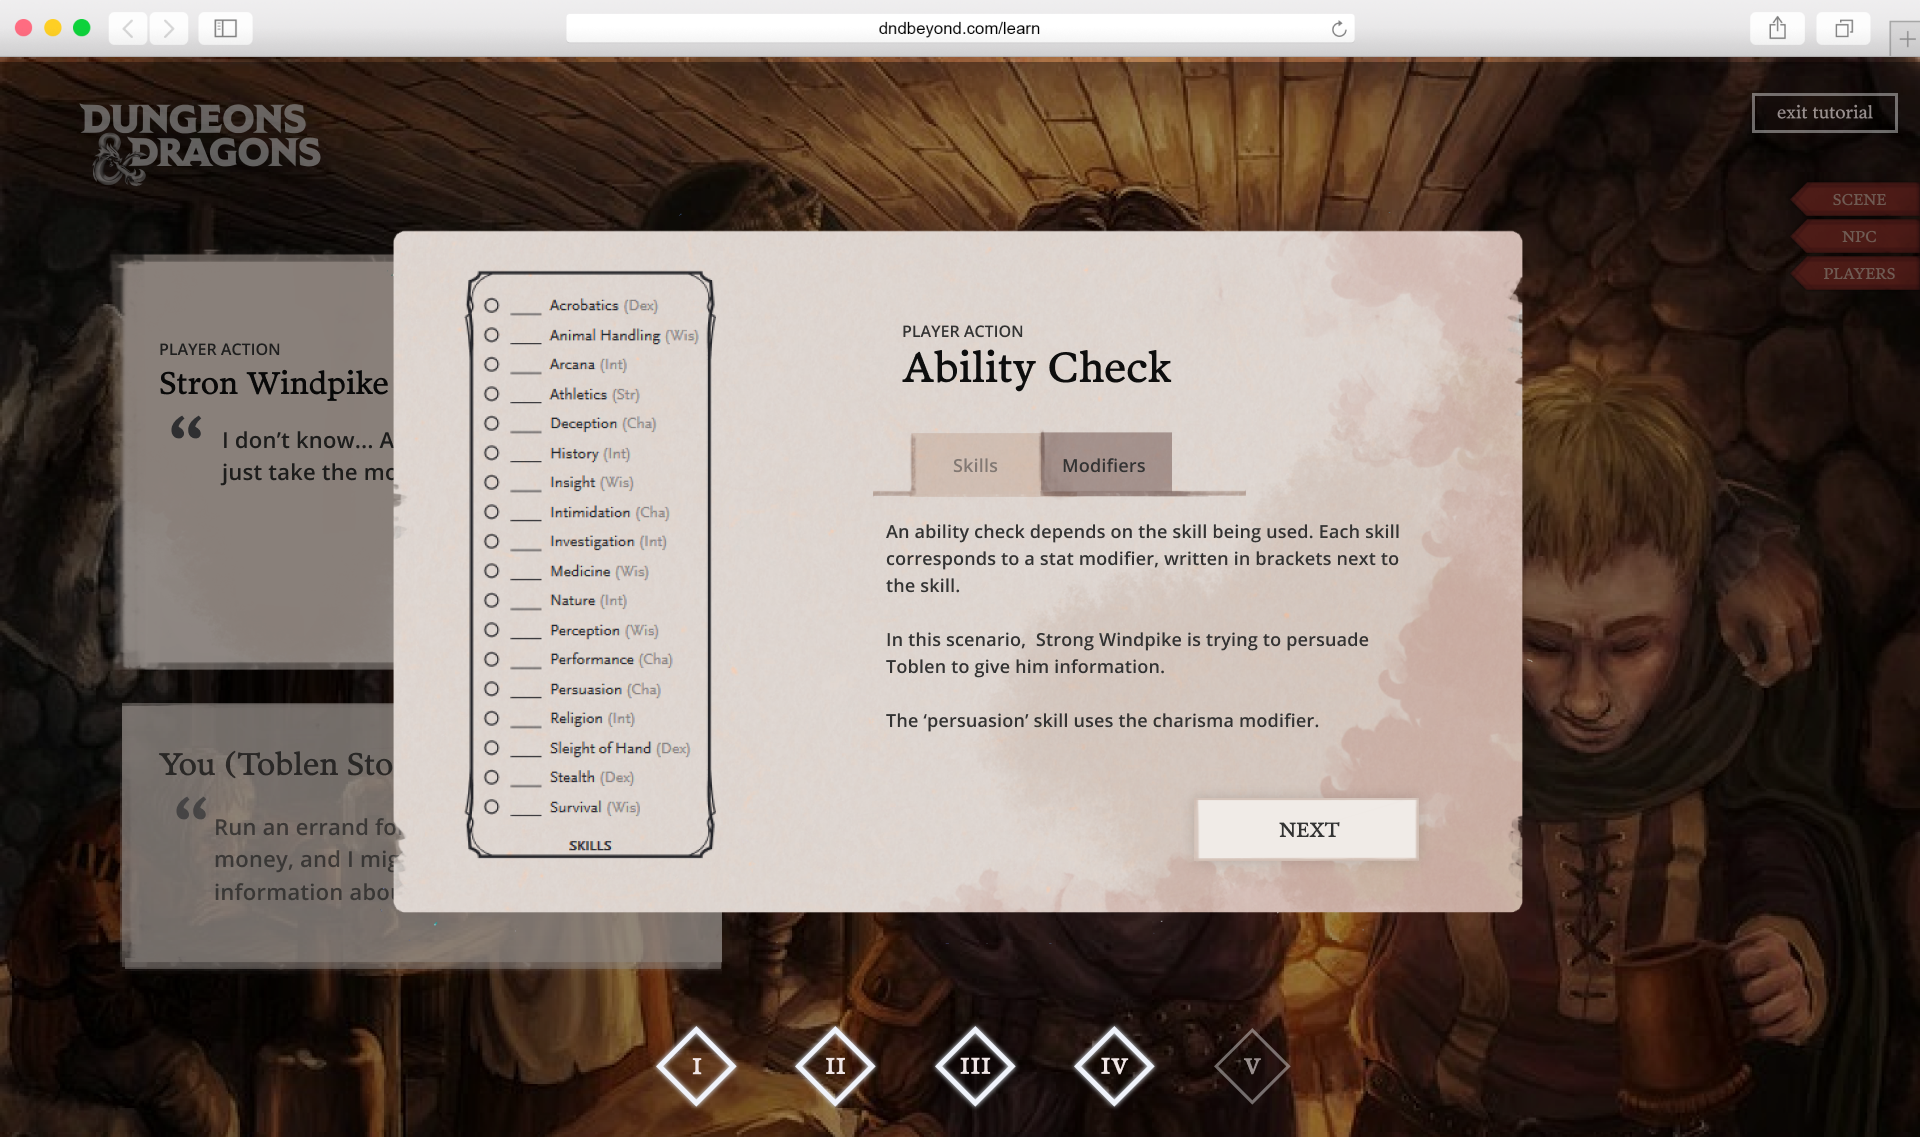 dndbeyond.com/learn
DUNGEONS
& DRAGONS
exit tutorial
SCENE
NPC
PLAYERS
PLAYER ACTION
Stron Windpike
“ I don’t know... A
just take the mo
You (Toblen Sto
“ Run an errand fo
money, and I mig
information abou
Acrobatics (Dex)
Animal Handling (Wis)
Arcana (Int)
Athletics (Str)
Deception (Cha)
History (Int)
Insight (Wis)
Intimidation (Cha)
Investigation (Int)
Medicine (Wis)
Nature (Int)
Perception (Wis)
Performance (Cha)
Persuasion (Cha)
Religion (Int)
Sleight of Hand (Dex)
Stealth (Dex)
Survival (Wis)
SKILLS
PLAYER ACTION
Ability Check
Skills Modifiers
An ability check depends on the skill being used. Each skill
corresponds to a stat modifier, written in brackets next to
the skill.
In this scenario,  Strong Windpike is trying to persuade
Toblen to give him information.
The ‘persuasion’ skill uses the charisma modifier.
NEXT
I II III IV V